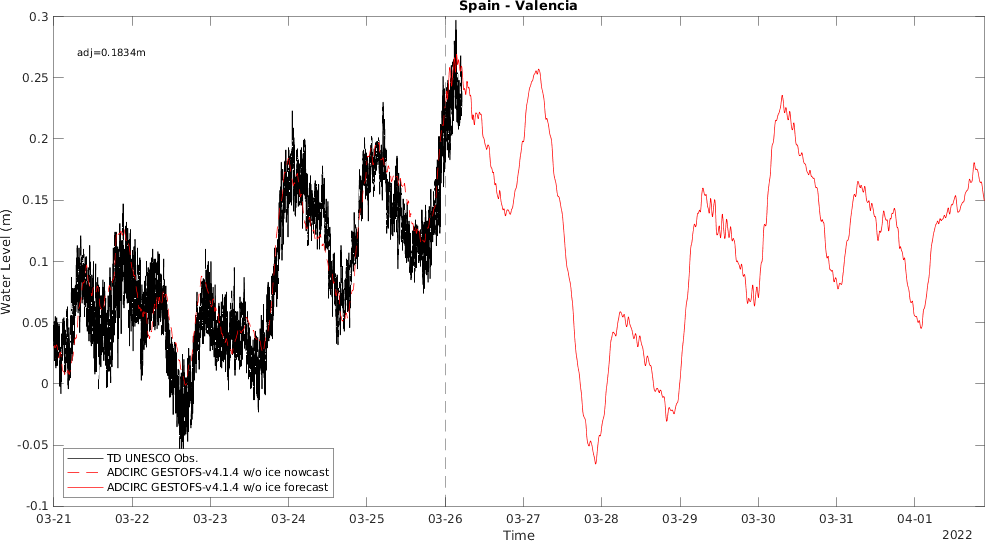 Spain - Valencia
adj=0.1834m
0.3
0.25
0.2
0.15
0.1
0.05
0
-0.05
-0.1
Water Level (m)
TD UNESCO Obs.
ADCIRC GESTOFS-v4.1.4 w/o ice nowcast
ADCIRC GESTOFS-v4.1.4 w/o ice forecast
03-21 03-22 03-23 03-24 03-25 03-26 03-27 03-28 03-29 03-30 03-31 04-01
Time
2022